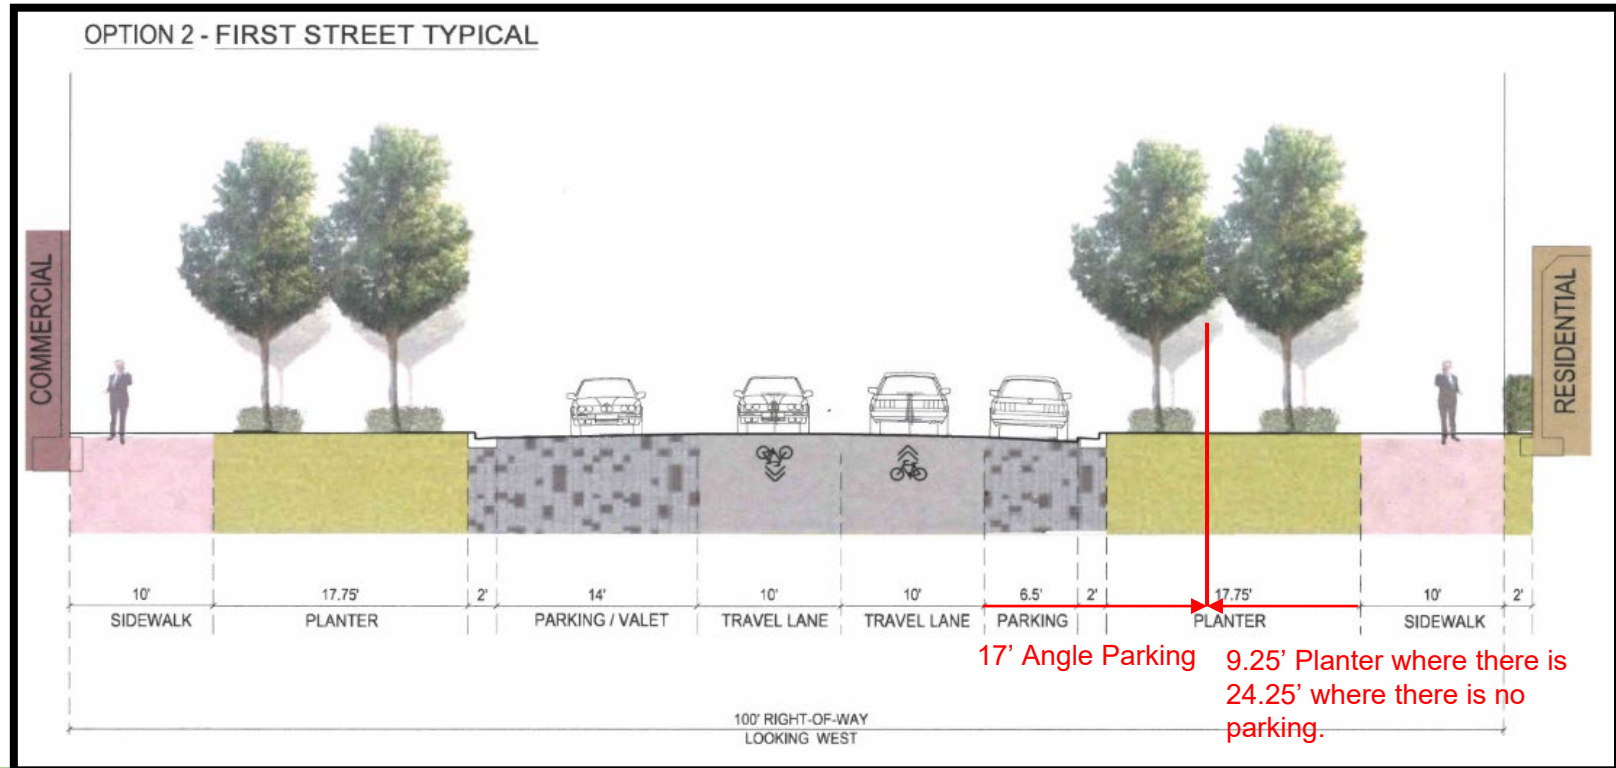 OPTION 2 - FIRST STREET TYPICAL
COMMERCIAL
RESIDENTIAL
10' 17.75' 2' 14' 10' 10' 6.5' 2' 17.75' 10' 2'
SIDEWALK PLANTER PARKING / VALET TRAVEL LANE TRAVEL LANE PARKING PLANTER SIDEWALK
17’ Angle Parking
9.25’ Planter where there is
24.25’ where there is no
parking.
100' RIGHT-OF-WAY
LOOKING WEST